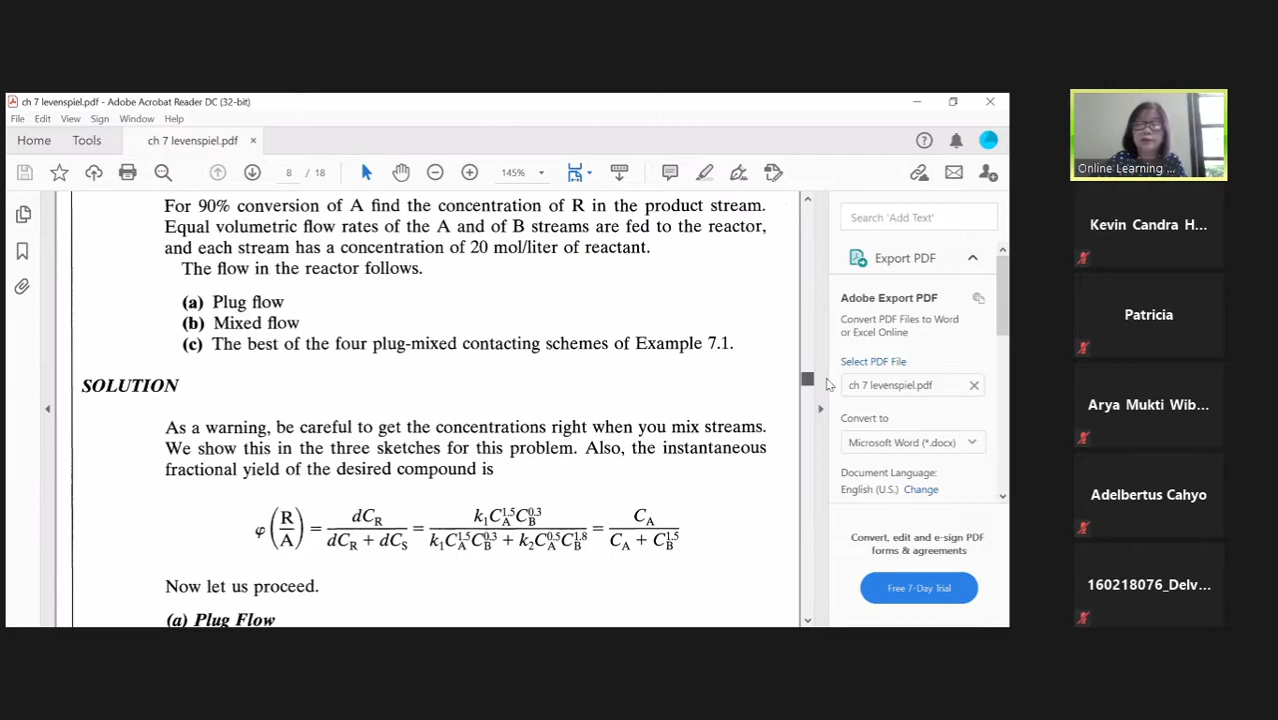 ch 7 levenspiel.pdf - Adobe Acrobat Reader DC (32-bit)
File Edit View Sign Window Help
Home Tools ch 7 levenspiel.pdf
8 / 18 145%
For 90% conversion of A find the concentration of R in the product stream.
Equal volumetric flow rates of the A and of B streams are fed to the reactor,
and each stream has a concentration of 20 mol/liter of reactant.
The flow in the reactor follows.
(a) Plug flow
(b) Mixed flow
(c) The best of the four plug-mixed contacting schemes of Example 7.1.
SOLUTION
As a warning, be careful to get the concentrations right when you mix streams.
We show this in the three sketches for this problem. Also, the instantaneous
fractional yield of the desired compound is
φ(R/A) = dC_R/(dC_R + dC_S) = k₁C_A^1.5 C_B^0.3/(k₁C_A^1.5 C_B^0.3 + k₂C_A^0.5 C_B^1.8) = C_A/(C_A + C_B^1.5)
Now let us proceed.
(a) Plug Flow
Search 'Add Text'
Export PDF
Adobe Export PDF
Convert PDF Files to Word
or Excel Online
Select PDF File
ch 7 levenspiel.pdf
Convert to
Microsoft Word (*.docx)
Document Language:
English (U.S.) Change
Convert, edit and e-sign PDF
forms & agreements
Free 7-Day Trial
Online Learning ...
Kevin Candra H...
Patricia
Arya Mukti Wib...
Adelbertus Cahyo
160218076_Delv...